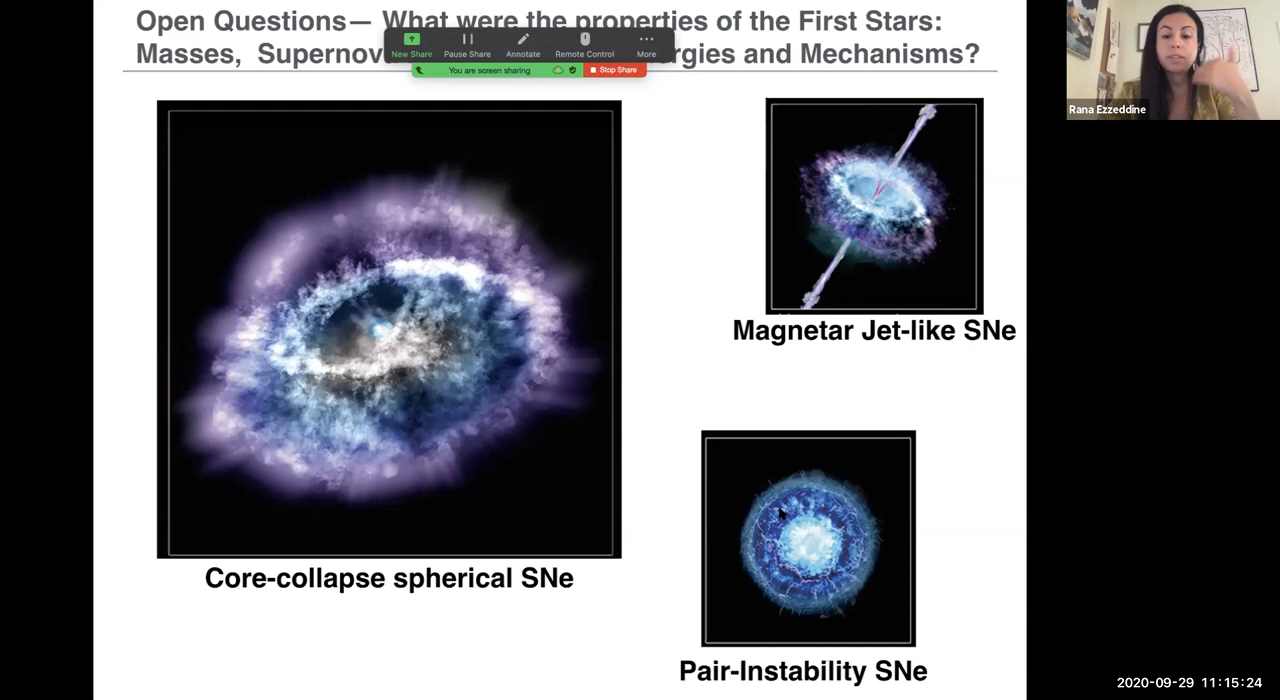 Open Questions— What were the properties of the First Stars:
Masses, Supernov rgies and Mechanisms?
New Share Pause Share Annotate Remote Control More
You are screen sharing Stop Share
Rana Ezzeddine
Magnetar Jet-like SNe
Core-collapse spherical SNe
Pair-Instability SNe
2020-09-29 11:15:24